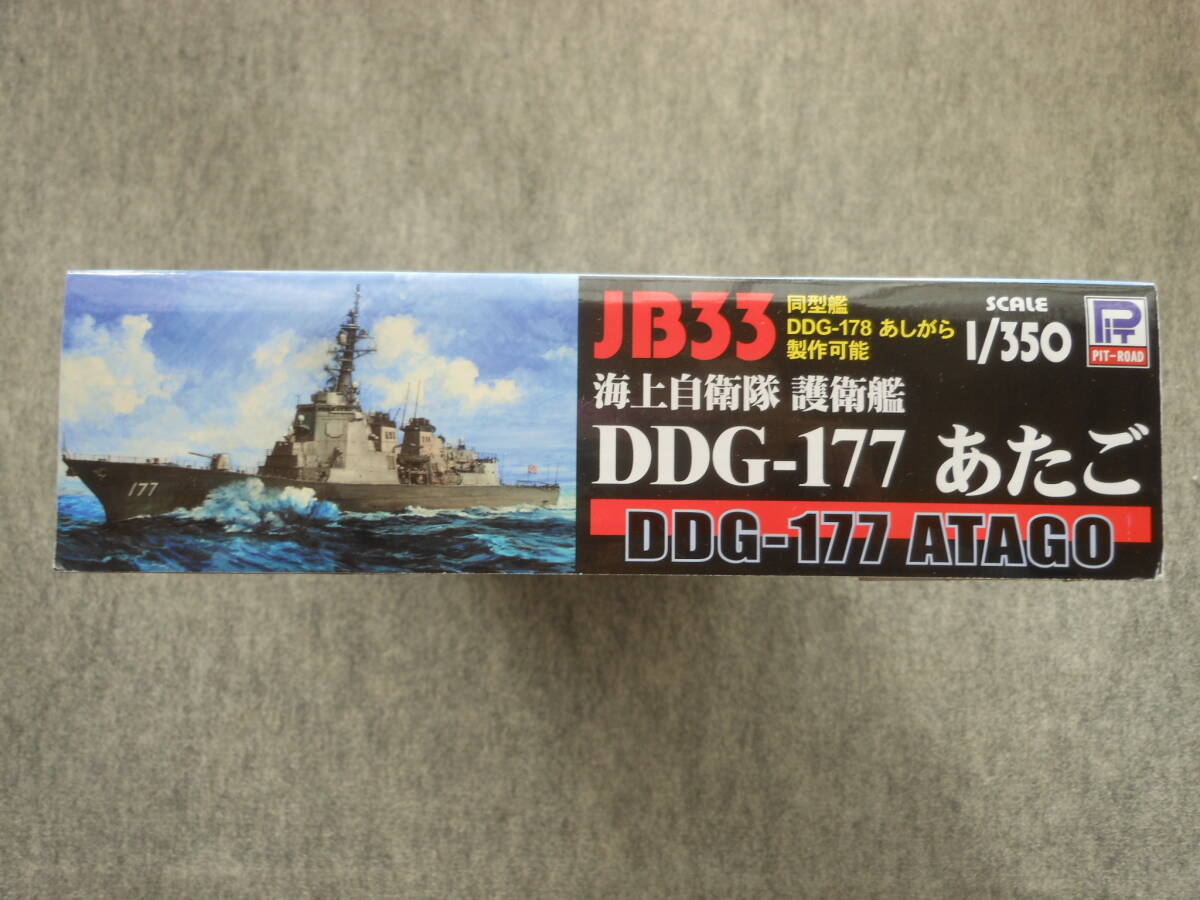 JB33
同型艦
DDG-178 あしがら
製作可能
SCALE
1/350
PIT
PIT-ROAD
海上自衛隊 護衛艦
DDG-177 あたご
DDG-177 ATAGO
177